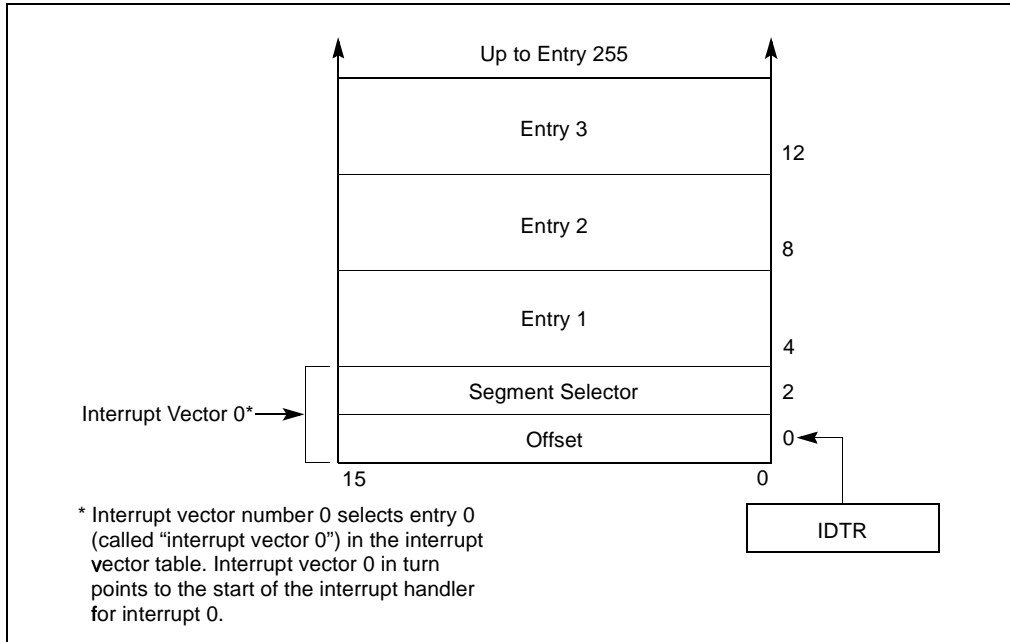 Up to Entry 255
Entry 3
12
Entry 2
8
Entry 1
4
Segment Selector
2
Interrupt Vector 0*
Offset
0
15
0
* Interrupt vector number 0 selects entry 0
(called “interrupt vector 0”) in the interrupt
vector table. Interrupt vector 0 in turn
points to the start of the interrupt handler
for interrupt 0.
IDTR